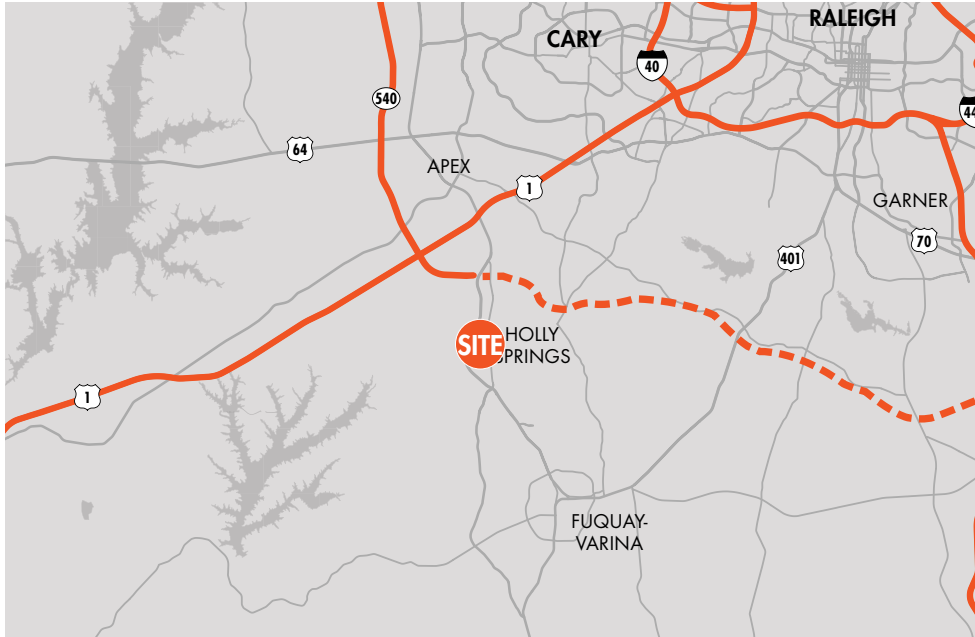 RALEIGH
CARY
40
540
44
64
APEX
1
GARNER
70
401
SITE
HOLLY
SPRINGS
1
FUQUAY-
VARINA